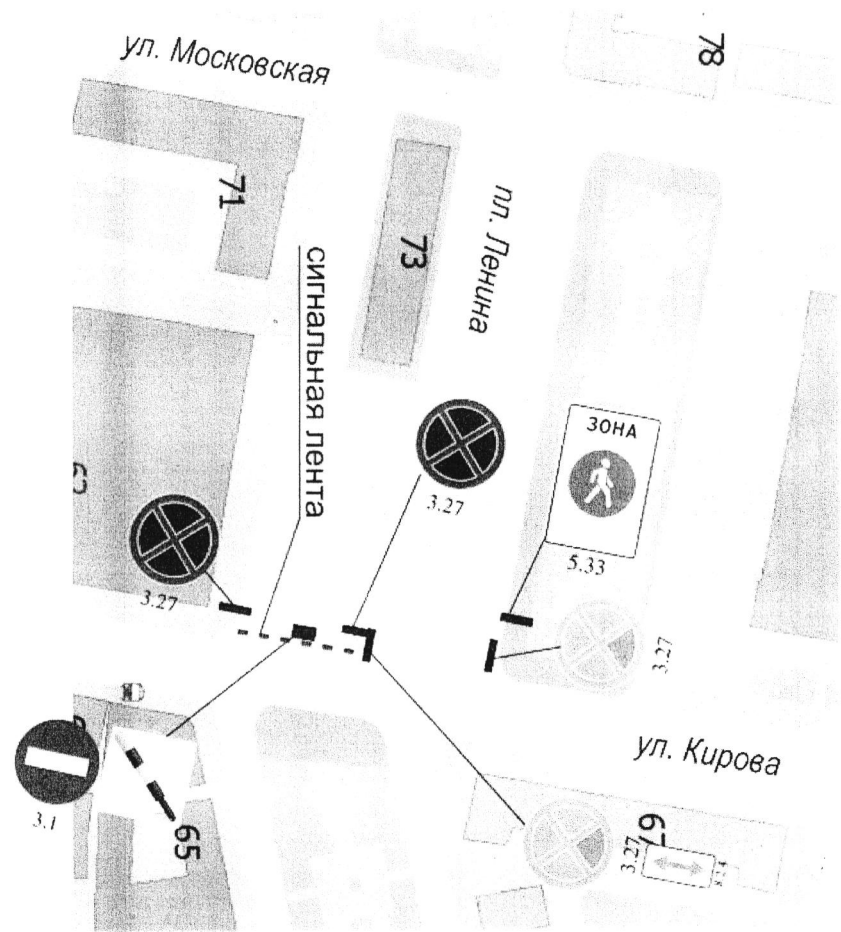 ул. Московская
78
71
73
пл. Ленина
сигнальная лента
ЗОНА
3.27
5.33
3.27
3.27
ул. Кирова
3.1
65
67
3.27